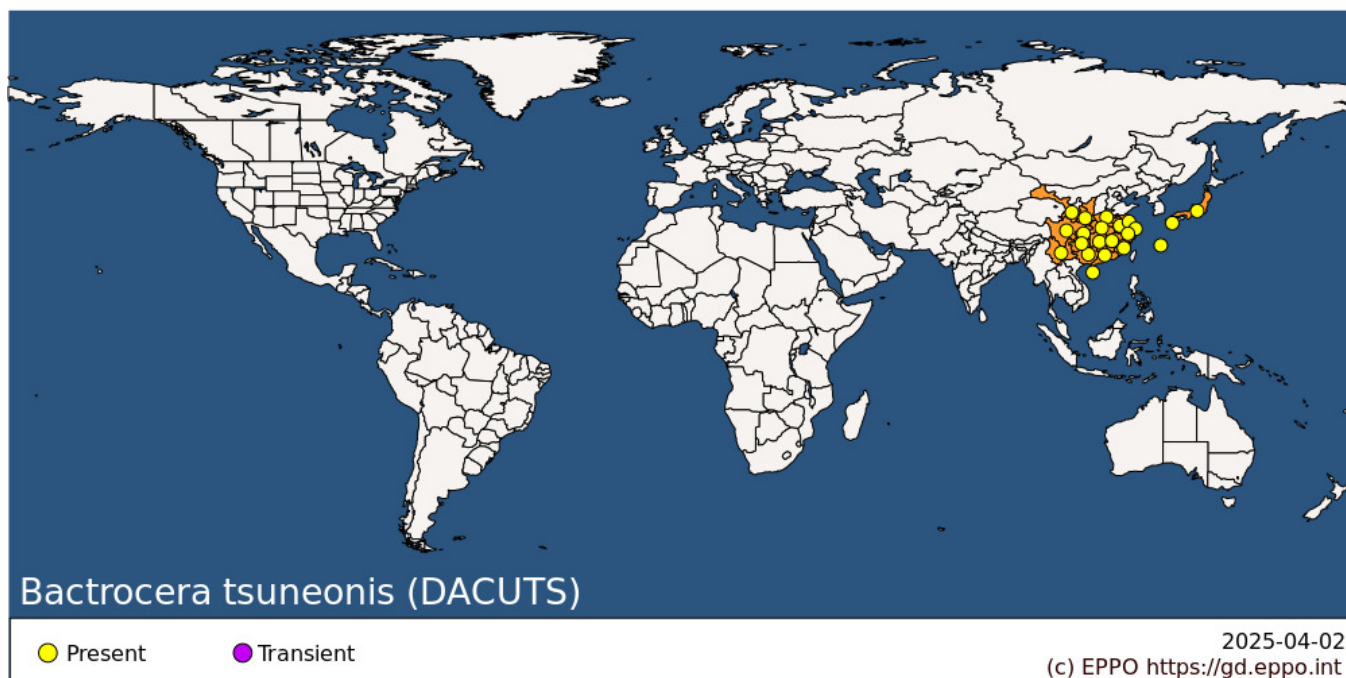 Bactrocera tsuneonis (DACUTS)
Present
Transient
2025-04-02
(c) EPPO https://gd.eppo.int